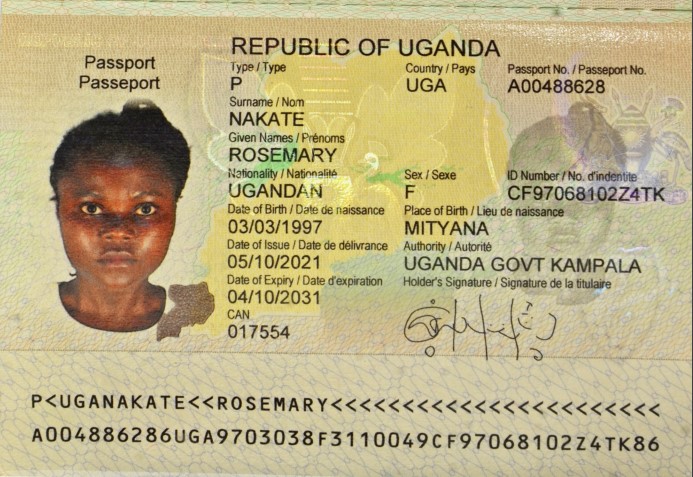 REPUBLIC OF UGANDA
Passport
Passeport
Type / Type Country / Pays Passport No. / Passeport No.
P UGA A00488628
Surname / Nom
NAKATE
Given Names / Prénoms
ROSEMARY
Nationality / Nationalité Sex / Sexe ID Number / No. d'indentite
UGANDAN F CF97068102Z4TK
Date of Birth / Date de naissance Place of Birth / Lieu de naissance
03/03/1997 MITYANA
Date of Issue / Date de délivrance Authority / Autorité
05/10/2021 UGANDA GOVT KAMPALA
Date of Expiry / Date d'expiration Holder's Signature / Signature de la titulaire
04/10/2031
CAN
017554
P<UGANAKATE<<ROSEMARY<<<<<<<<<<<<<<<<<<<<<<<
A004886286UGA9703038F3110049CF97068102Z4TK86